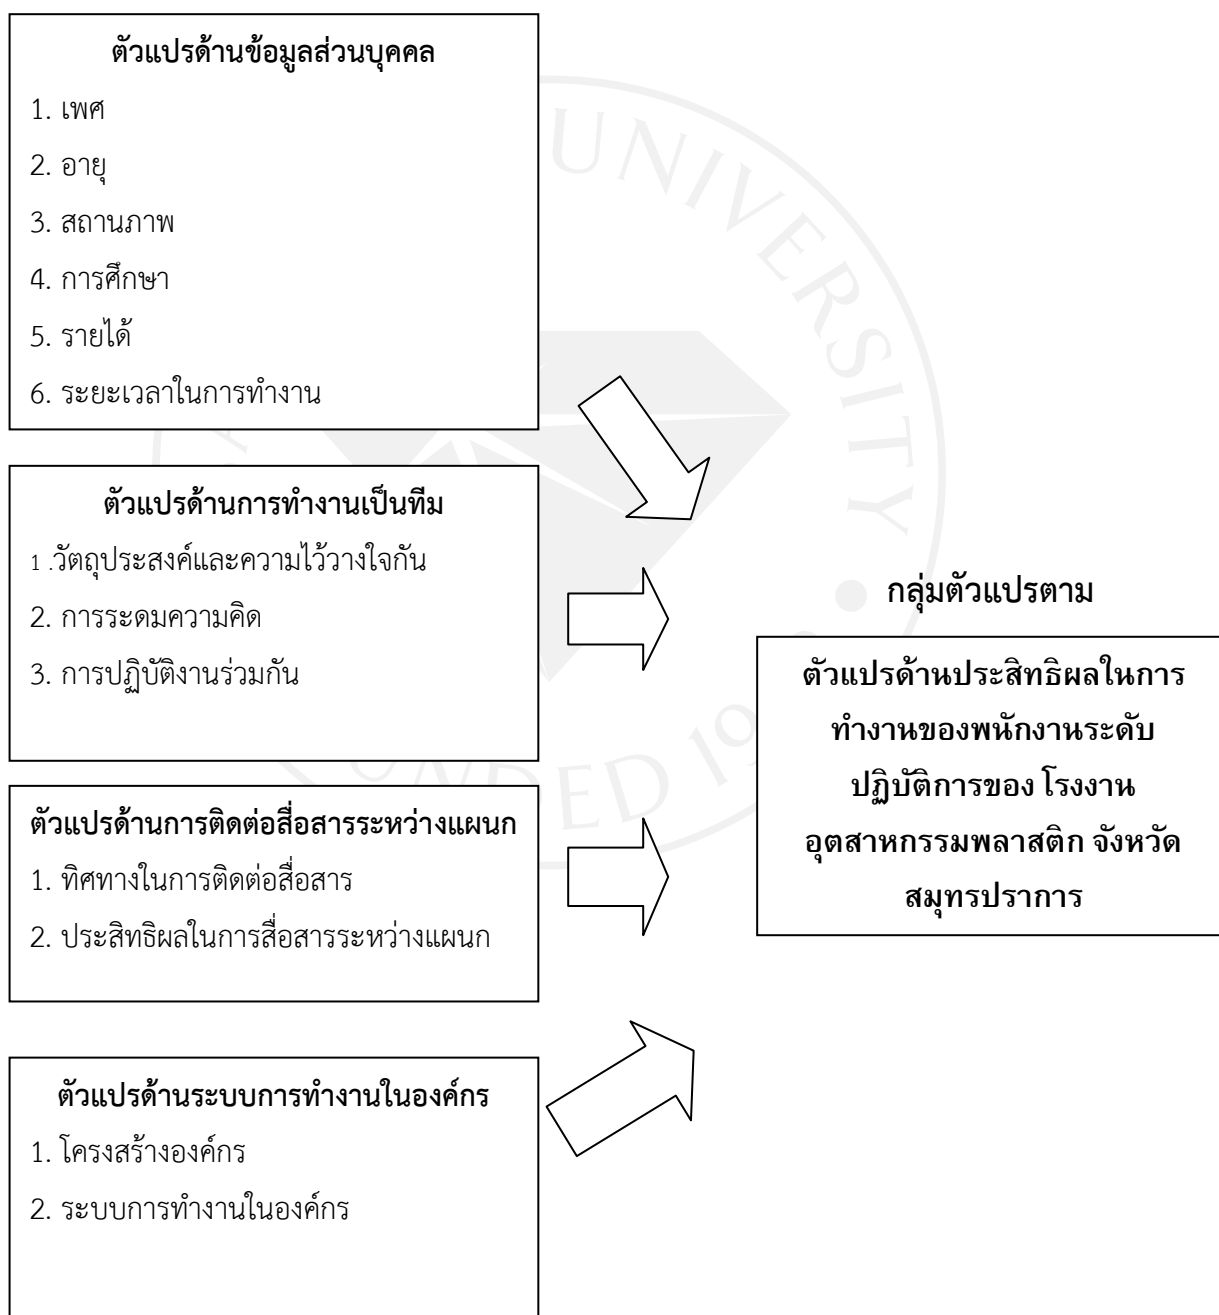 ตัวแปรด้านข้อมูลส่วนบุคคล
1. เพศ
2. อายุ
3. สถานภาพ
4. การศึกษา
5. รายได้
6. ระยะเวลาในการทำงาน
ตัวแปรด้านการทำงานเป็นทีม
1 .วัตถุประสงค์และความไว้วางใจกัน
2. การระดมความคิด
3. การปฏิบัติงานร่วมกัน
ตัวแปรด้านการติดต่อสื่อสารระหว่างแผนก
1. ทิศทางในการติดต่อสื่อสาร
2. ประสิทธิผลในการสื่อสารระหว่างแผนก
ตัวแปรด้านระบบการทำงานในองค์กร
1. โครงสร้างองค์กร
2. ระบบการทำงานในองค์กร
กลุ่มตัวแปรตาม
ตัวแปรด้านประสิทธิผลในการ
ทำงานของพนักงานระดับ
ปฏิบัติการของ โรงงาน
อุตสาหกรรมพลาสติก จังหวัด
สมุทรปราการ
UNIVERSITY